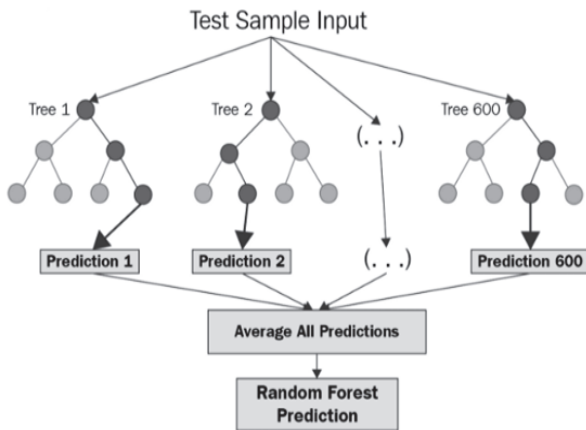 Test Sample Input
Tree 1
Tree 2
Tree 600
(. . .)
Prediction 1
Prediction 2
(. . .)
Prediction 600
Average All Predictions
Random Forest
Prediction